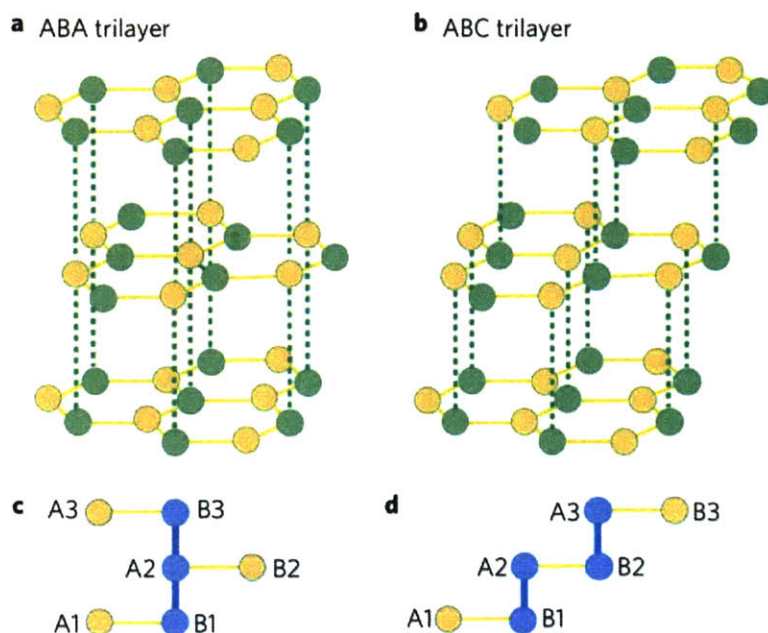 a ABA trilayer
b ABC trilayer
c
A3
B3
A2
B2
A1
B1
d
A3
B3
A2
B2
A1
B1